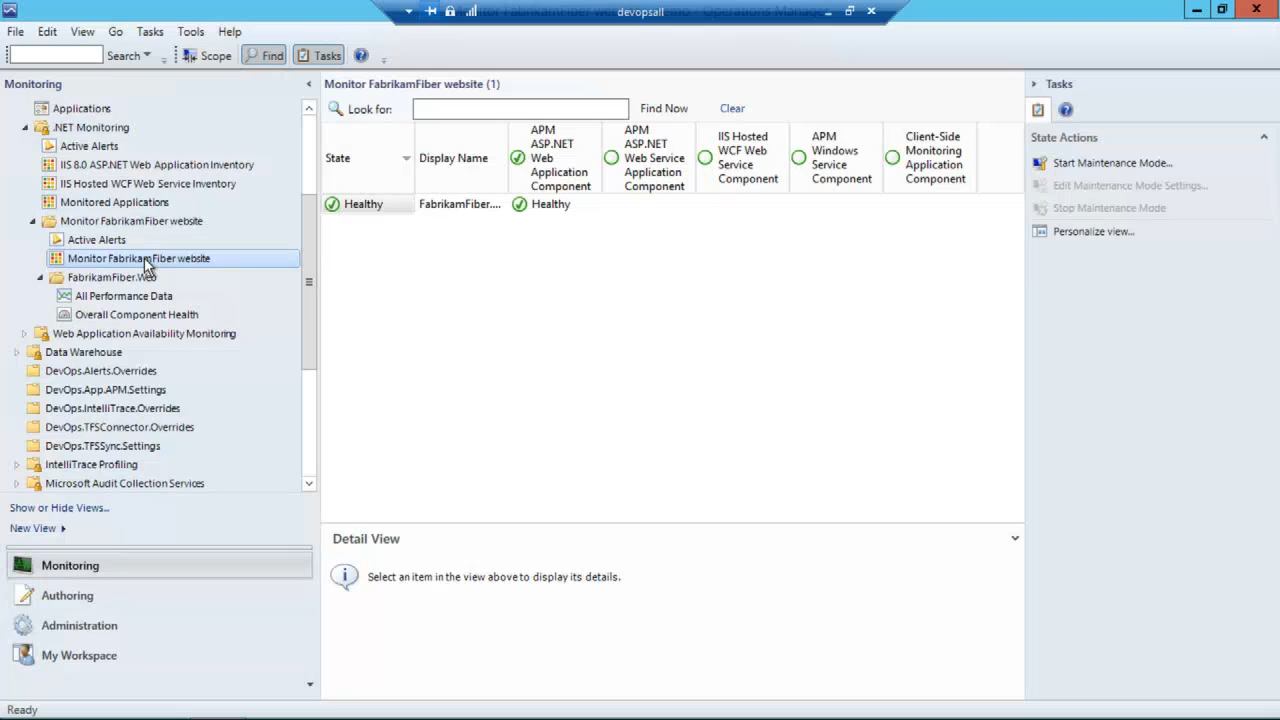 devopsall
File Edit View Go Tasks Tools Help
Search Scope Find Tasks
Monitoring
Applications
.NET Monitoring
Active Alerts
IIS 8.0 ASP.NET Web Application Inventory
IIS Hosted WCF Web Service Inventory
Monitored Applications
Monitor FabrikamFiber website
Active Alerts
Monitor FabrikamFiber website
FabrikamFiber.Web
All Performance Data
Overall Component Health
Web Application Availability Monitoring
Data Warehouse
DevOps.Alerts.Overrides
DevOps.App.APM.Settings
DevOps.IntelliTrace.Overrides
DevOps.TFSConnector.Overrides
DevOps.TFSSync.Settings
IntelliTrace Profiling
Microsoft Audit Collection Services
Show or Hide Views...
New View
Monitoring
Authoring
Administration
My Workspace
Monitor FabrikamFiber website (1)
Look for: Find Now Clear
State
Display Name
APM
ASP.NET
Web
Application
Component
APM
ASP.NET
Web Service
Application
Component
IIS Hosted
WCF Web
Service
Component
APM
Windows
Service
Component
Client-Side
Monitoring
Application
Component
Healthy FabrikamFiber.... Healthy
Detail View
Select an item in the view above to display its details.
Tasks
State Actions
Start Maintenance Mode...
Edit Maintenance Mode Settings...
Stop Maintenance Mode
Personalize view...
Ready